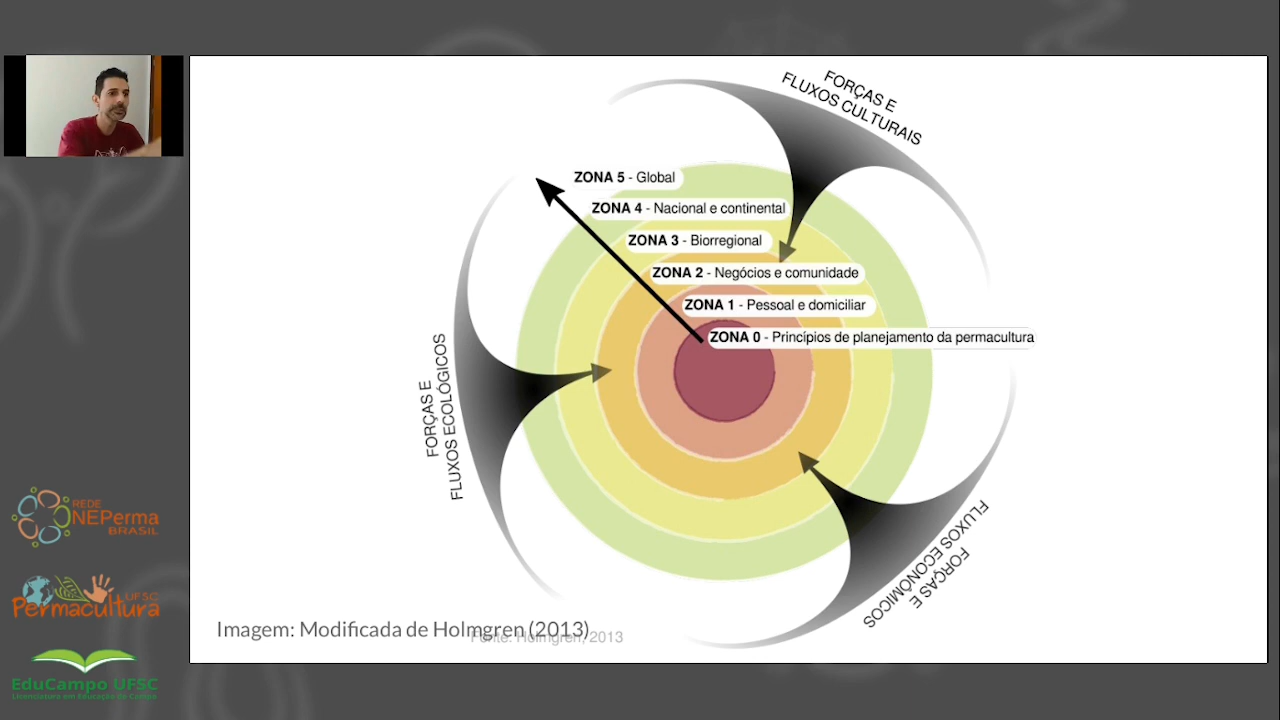 FORÇAS E
FLUXOS CULTURAIS
ZONA 5 - Global
ZONA 4 - Nacional e continental
ZONA 3 - Biorregional
ZONA 2 - Negócios e comunidade
ZONA 1 - Pessoal e domiciliar
ZONA 0 - Princípios de planejamento da permacultura
FORÇAS E
FLUXOS ECOLÓGICOS
FORÇAS E
FLUXOS ECONÔMICOS
Imagem: Modificada de Holmgren (2013)
Fonte: Holmgren, 2013
REDE
NEPerma
BRASIL
UFSC
Permacultura
EduCampo UFSC
Licenciatura em Educação do Campo